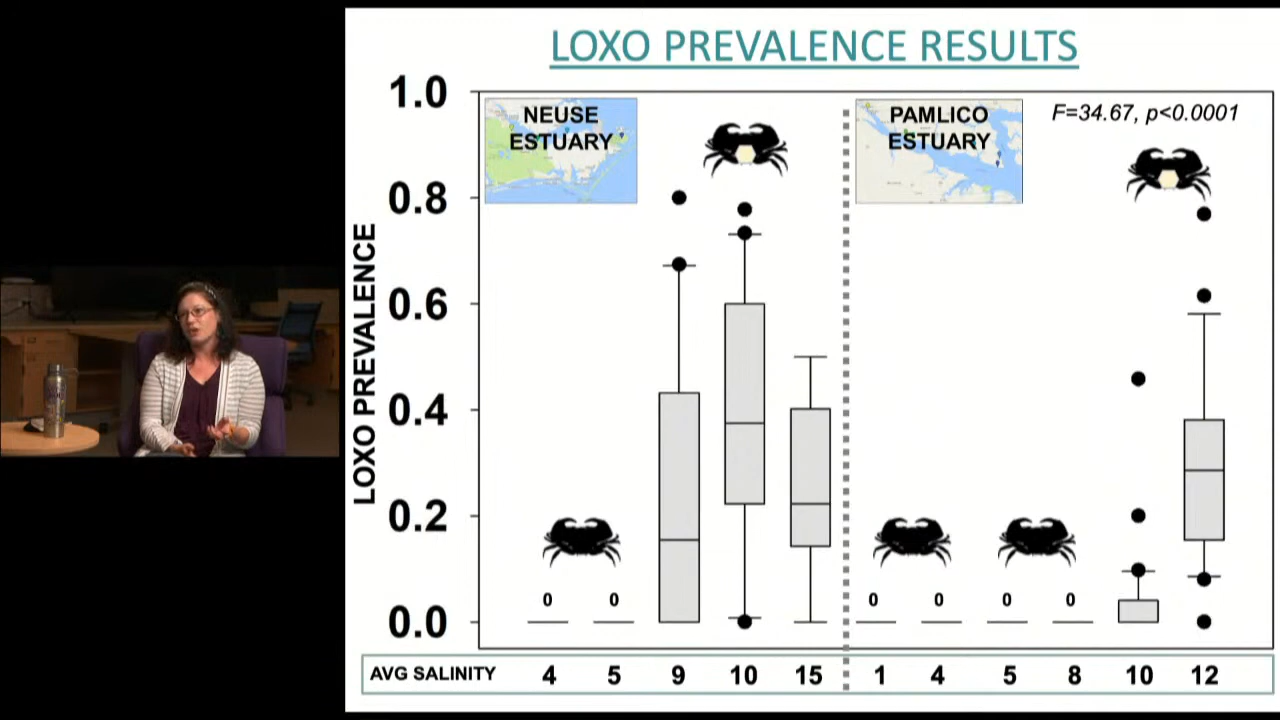 LOXO PREVALENCE RESULTS
LOXO PREVALENCE
1.0
0.8
0.6
0.4
0.2
0.0
NEUSE
ESTUARY
PAMLICO
ESTUARY
F=34.67, p<0.0001
0 0 0 0 0 0
AVG SALINITY 4 5 9 10 15 1 4 5 8 10 12